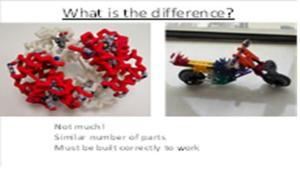 What is the difference?
Not much!
Similar number of parts
Must be built correctly to work